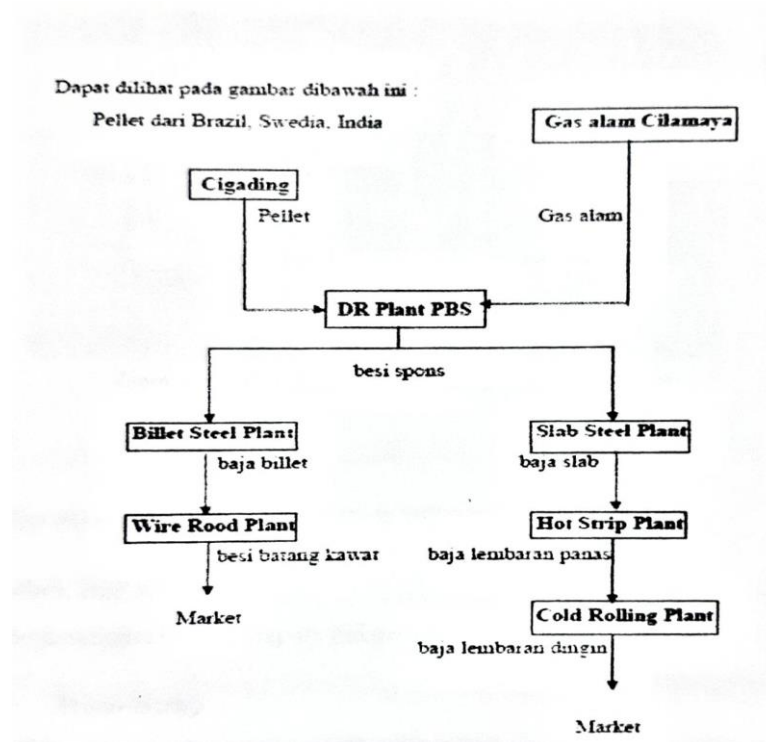 Dapat dilihat pada gambar dibawah ini :
Pellet dari Brazil, Swedia, India
Gas alam Cilamaya
Cigading
Pellet
Gas alam
DR Plant PBS
besi spons
Billet Steel Plant
Slab Steel Plant
baja billet
baja slab
Wire Rood Plant
Hot Strip Plant
besi batang kawat
baja lembaran panas
Market
Cold Rolling Plant
baja lembaran dingin
Market